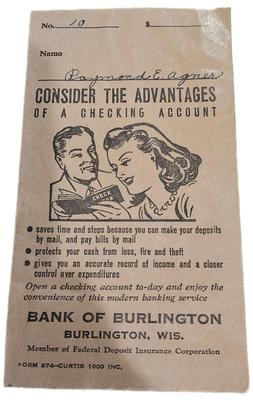 No. 10 $
Name
Raymond E. Agner
CONSIDER THE ADVANTAGES
OF A CHECKING ACCOUNT
CHECK
• saves time and steps because you can make your deposits
by mail, and pay bills by mail
• protects your cash from loss, fire and theft
• gives you an accurate record of income and a closer
control over expenditures
Open a checking account to-day and enjoy the
convenience of this modern banking service
BANK OF BURLINGTON
BURLINGTON, WIS.
Member of Federal Deposit Insurance Corporation
FORM 974—CURTIS 1000 INC.